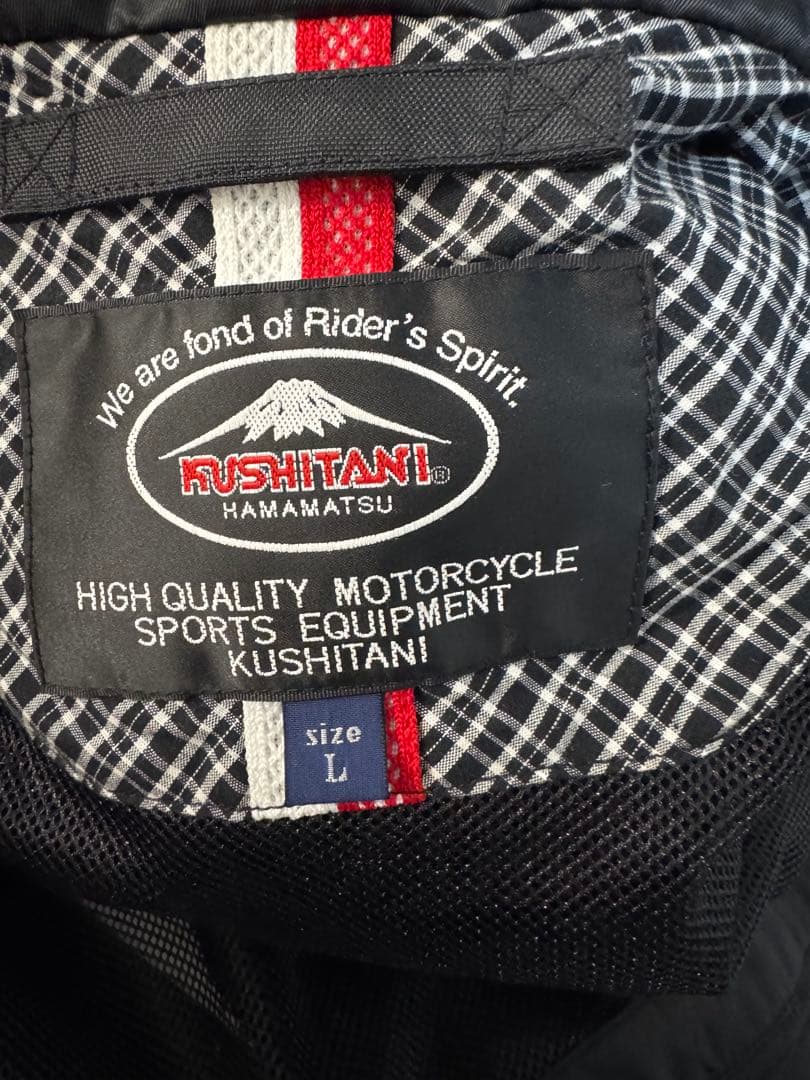 We are fond of Rider's Spirit.
KUSHITANI®
HAMAMATSU
HIGH QUALITY MOTORCYCLE
SPORTS EQUIPMENT
KUSHITANI
size
L